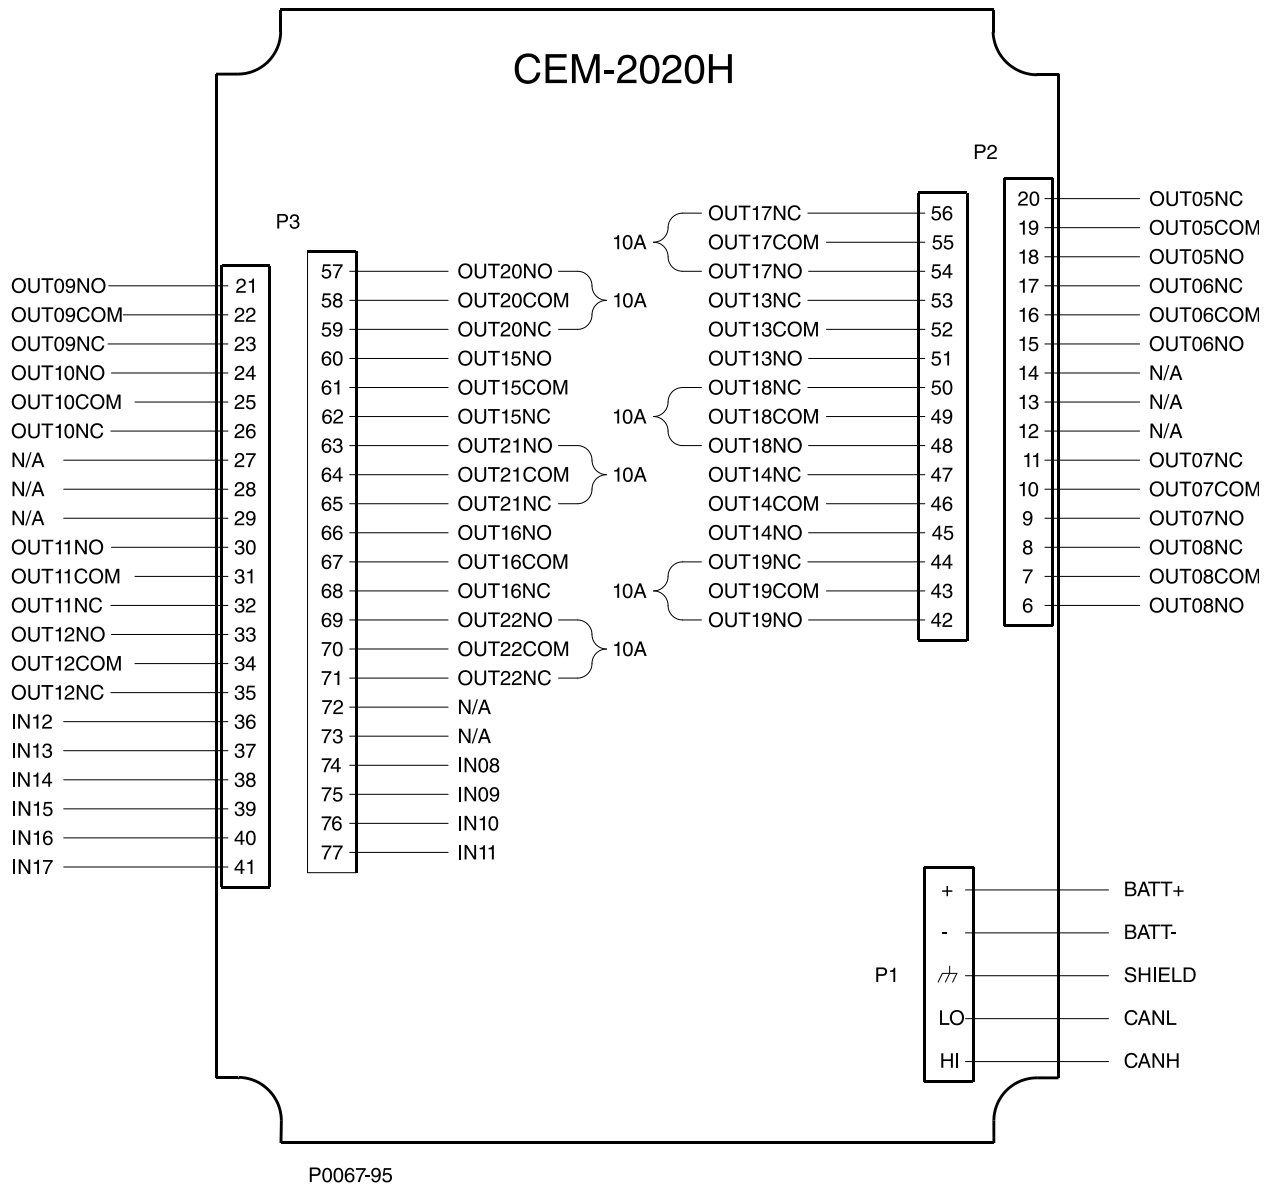 CEM-2020H
P2
P3
OUT09NO 21
OUT09COM 22
OUT09NC 23
OUT10NO 24
OUT10COM 25
OUT10NC 26
N/A 27
N/A 28
N/A 29
OUT11NO 30
OUT11COM 31
OUT11NC 32
OUT12NO 33
OUT12COM 34
OUT12NC 35
IN12 36
IN13 37
IN14 38
IN15 39
IN16 40
IN17 41
57 OUT20NO
58 OUT20COM 10A
59 OUT20NC
60 OUT15NO
61 OUT15COM
62 OUT15NC
63 OUT21NO
64 OUT21COM 10A
65 OUT21NC
66 OUT16NO
67 OUT16COM
68 OUT16NC
69 OUT22NO
70 OUT22COM 10A
71 OUT22NC
72 N/A
73 N/A
74 IN08
75 IN09
76 IN10
77 IN11
OUT17NC 56
10A OUT17COM 55
OUT17NO 54
OUT13NC 53
OUT13COM 52
OUT13NO 51
OUT18NC 50
10A OUT18COM 49
OUT18NO 48
OUT14NC 47
OUT14COM 46
OUT14NO 45
OUT19NC 44
10A OUT19COM 43
OUT19NO 42
20 OUT05NC
19 OUT05COM
18 OUT05NO
17 OUT06NC
16 OUT06COM
15 OUT06NO
14 N/A
13 N/A
12 N/A
11 OUT07NC
10 OUT07COM
9 OUT07NO
8 OUT08NC
7 OUT08COM
6 OUT08NO
P1
+ BATT+
- BATT-
SHIELD
LO CANL
HI CANH
P0067-95